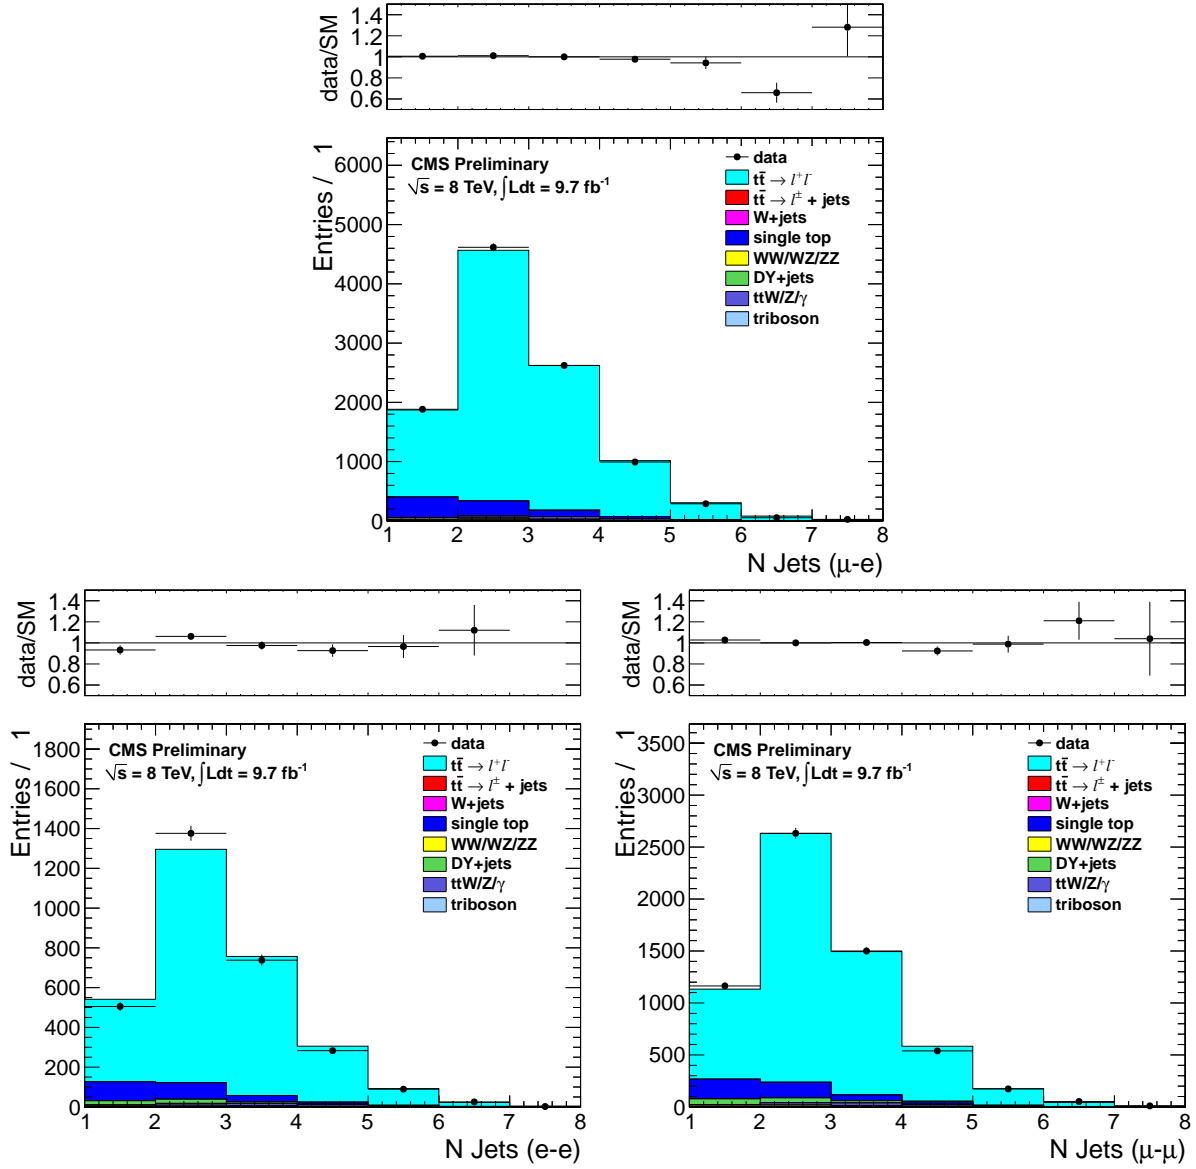 data/SM
1.4
1.2
1
0.8
0.6
Entries / 1
6000
5000
4000
3000
2000
1000
0
CMS Preliminary
√s = 8 TeV, ∫Ldt = 9.7 fb⁻¹
data
tt̄ → l⁺l⁻
tt̄ → l± + jets
W+jets
single top
WW/WZ/ZZ
DY+jets
ttW/Z/γ
triboson
1 2 3 4 5 6 7 8
N Jets (μ-e)
data/SM
1.4
1.2
1
0.8
0.6
Entries / 1
1800
1600
1400
1200
1000
800
600
400
200
0
CMS Preliminary
√s = 8 TeV, ∫Ldt = 9.7 fb⁻¹
data
tt̄ → l⁺l⁻
tt̄ → l± + jets
W+jets
single top
WW/WZ/ZZ
DY+jets
ttW/Z/γ
triboson
1 2 3 4 5 6 7 8
N Jets (e-e)
data/SM
1.4
1.2
1
0.8
0.6
Entries / 1
3500
3000
2500
2000
1500
1000
500
0
CMS Preliminary
√s = 8 TeV, ∫Ldt = 9.7 fb⁻¹
data
tt̄ → l⁺l⁻
tt̄ → l± + jets
W+jets
single top
WW/WZ/ZZ
DY+jets
ttW/Z/γ
triboson
1 2 3 4 5 6 7 8
N Jets (μ-μ)